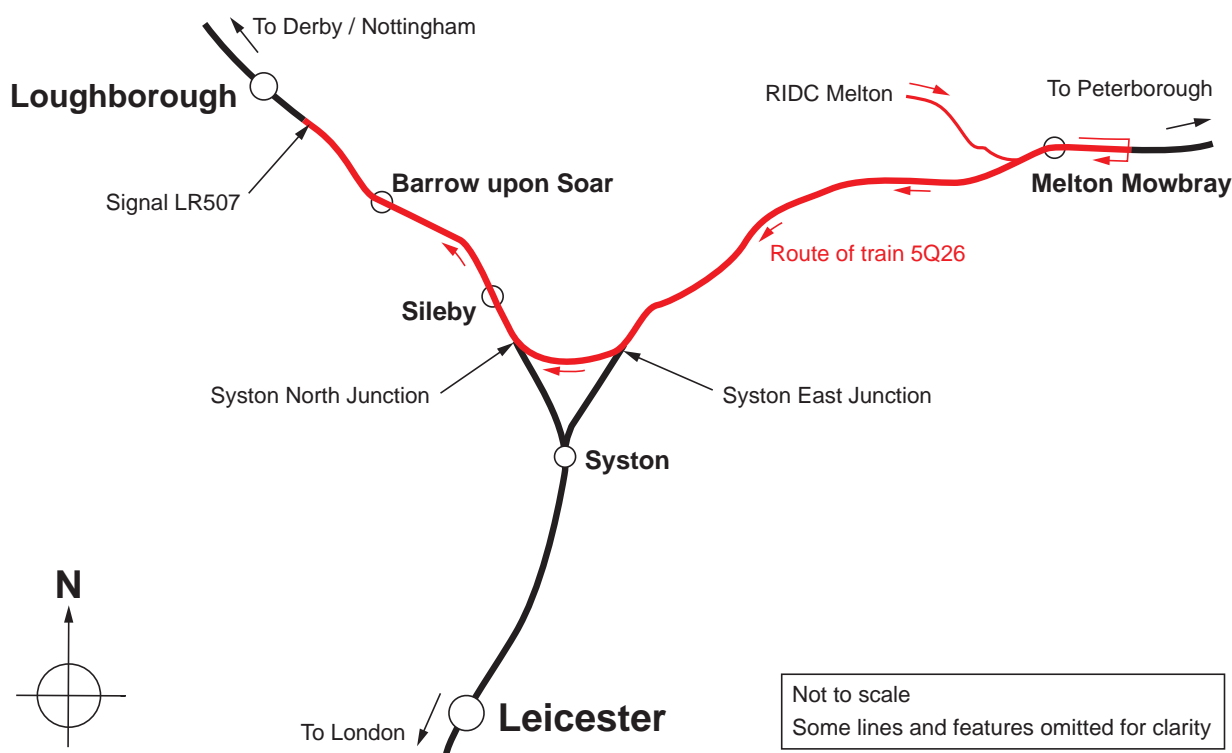 To Derby / Nottingham
Loughborough
RIDC Melton
To Peterborough
Signal LR507
Barrow upon Soar
Melton Mowbray
Route of train 5Q26
Sileby
Syston North Junction
Syston East Junction
Syston
N
Leicester
To London
Not to scale
Some lines and features omitted for clarity